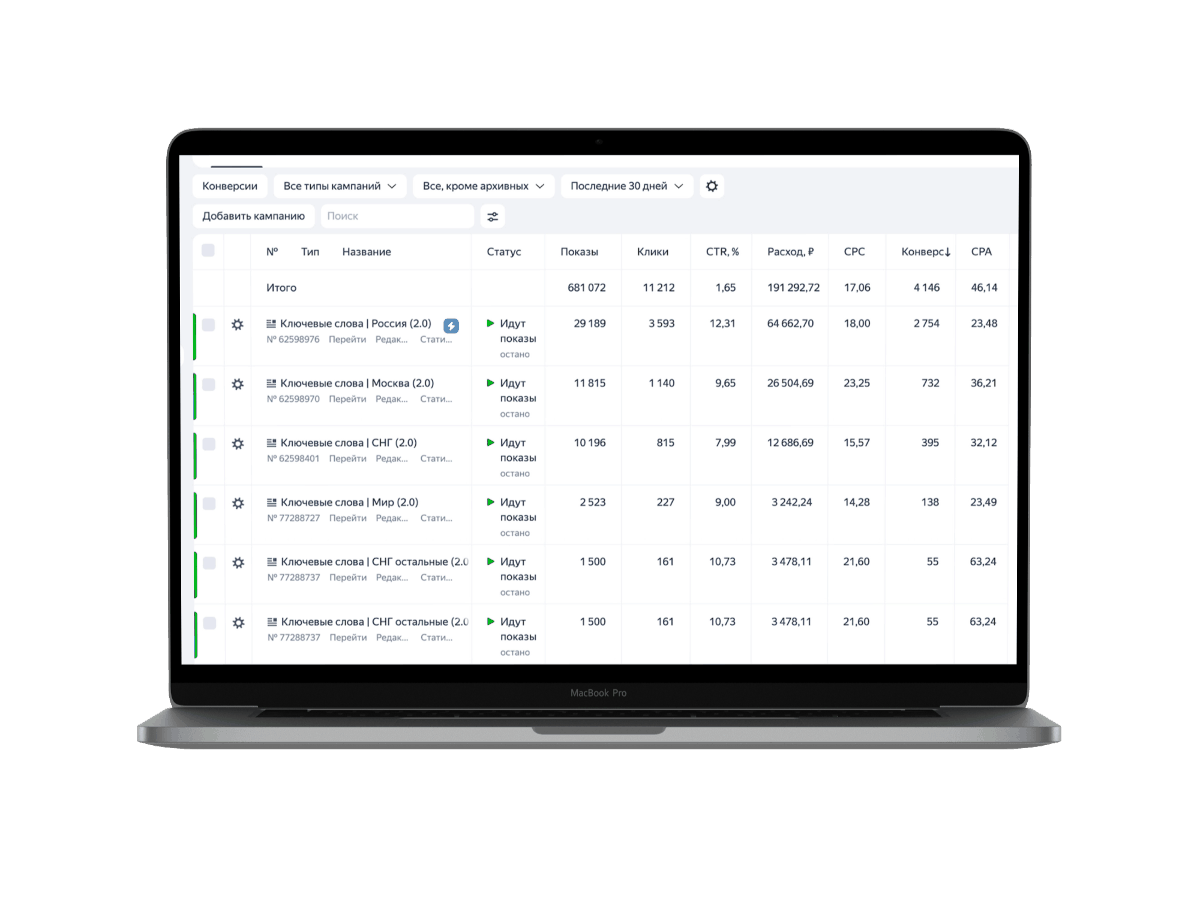 Конверсии Все типы кампаний Все, кроме архивных Последние 30 дней
Добавить кампанию Поиск
№ Тип Название Статус Показы Клики CTR, % Расход, ₽ CPC Конверс↓ CPA
Итого 681 072 11 212 1,65 191 292,72 17,06 4 146 46,14
Ключевые слова | Россия (2.0) Идут 29 189 3 593 12,31 64 662,70 18,00 2 754 23,48
№ 62598976 Перейти Редак... Стати... показы
остано
Ключевые слова | Москва (2.0) Идут 11 815 1 140 9,65 26 504,69 23,25 732 36,21
№ 62598970 Перейти Редак... Стати... показы
остано
Ключевые слова | СНГ (2.0) Идут 10 196 815 7,99 12 686,69 15,57 395 32,12
№ 62598401 Перейти Редак... Стати... показы
остано
Ключевые слова | Мир (2.0) Идут 2 523 227 9,00 3 242,24 14,28 138 23,49
№ 77288727 Перейти Редак... Стати... показы
остано
Ключевые слова | СНГ остальные (2.0 Идут 1 500 161 10,73 3 478,11 21,60 55 63,24
№ 77288737 Перейти Редак... Стати... показы
остано
Ключевые слова | СНГ остальные (2.0 Идут 1 500 161 10,73 3 478,11 21,60 55 63,24
№ 77288737 Перейти Редак... Стати... показы
остано
MacBook Pro